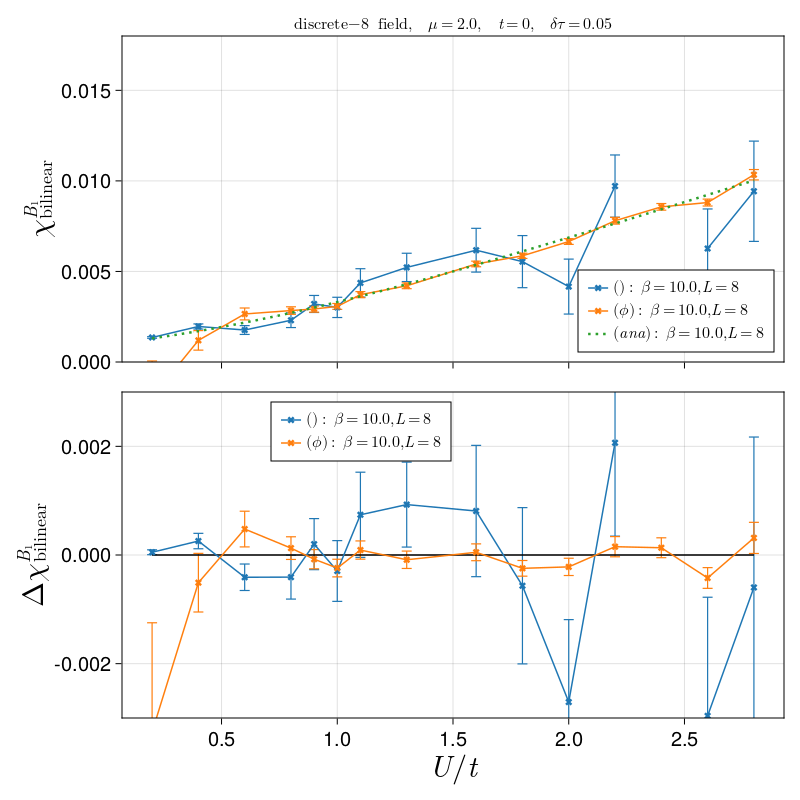 discrete−8 field, μ = 2.0, t = 0, δτ = 0.05
χ^{B_1}_{bilinear}
0.015
0.010
0.005
0.000
() : β = 10.0, L = 8
(ϕ) : β = 10.0, L = 8
(ana) : β = 10.0, L = 8
Δχ^{B_1}_{bilinear}
0.002
0.000
-0.002
() : β = 10.0, L = 8
(ϕ) : β = 10.0, L = 8
0.5 1.0 1.5 2.0 2.5
U/t